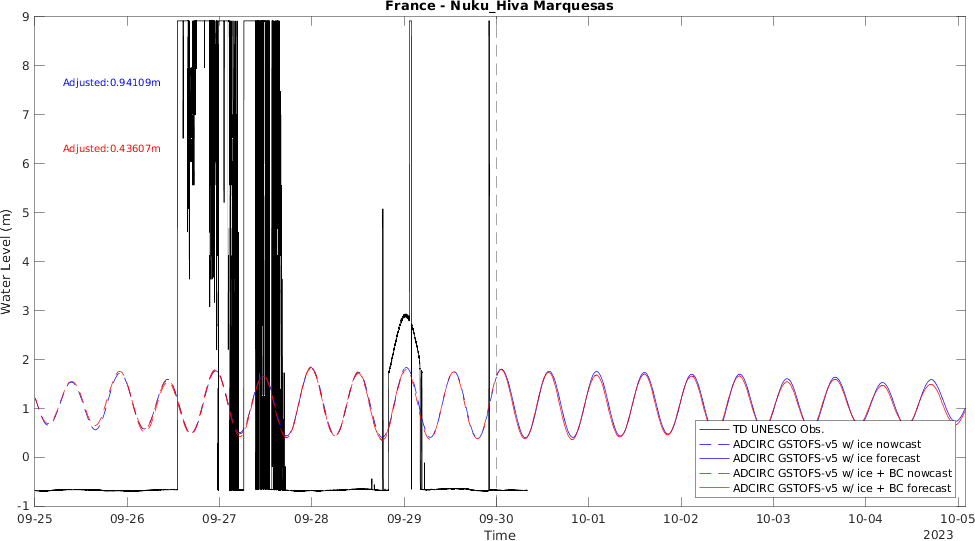 France - Nuku_Hiva Marquesas
9
8
7
6
5
4
3
2
1
0
-1
Water Level (m)
Adjusted:0.94109m
Adjusted:0.43607m
TD UNESCO Obs.
ADCIRC GSTOFS-v5 w/ ice nowcast
ADCIRC GSTOFS-v5 w/ ice forecast
ADCIRC GSTOFS-v5 w/ ice + BC nowcast
ADCIRC GSTOFS-v5 w/ ice + BC forecast
09-25 09-26 09-27 09-28 09-29 09-30 10-01 10-02 10-03 10-04 10-05
Time
2023